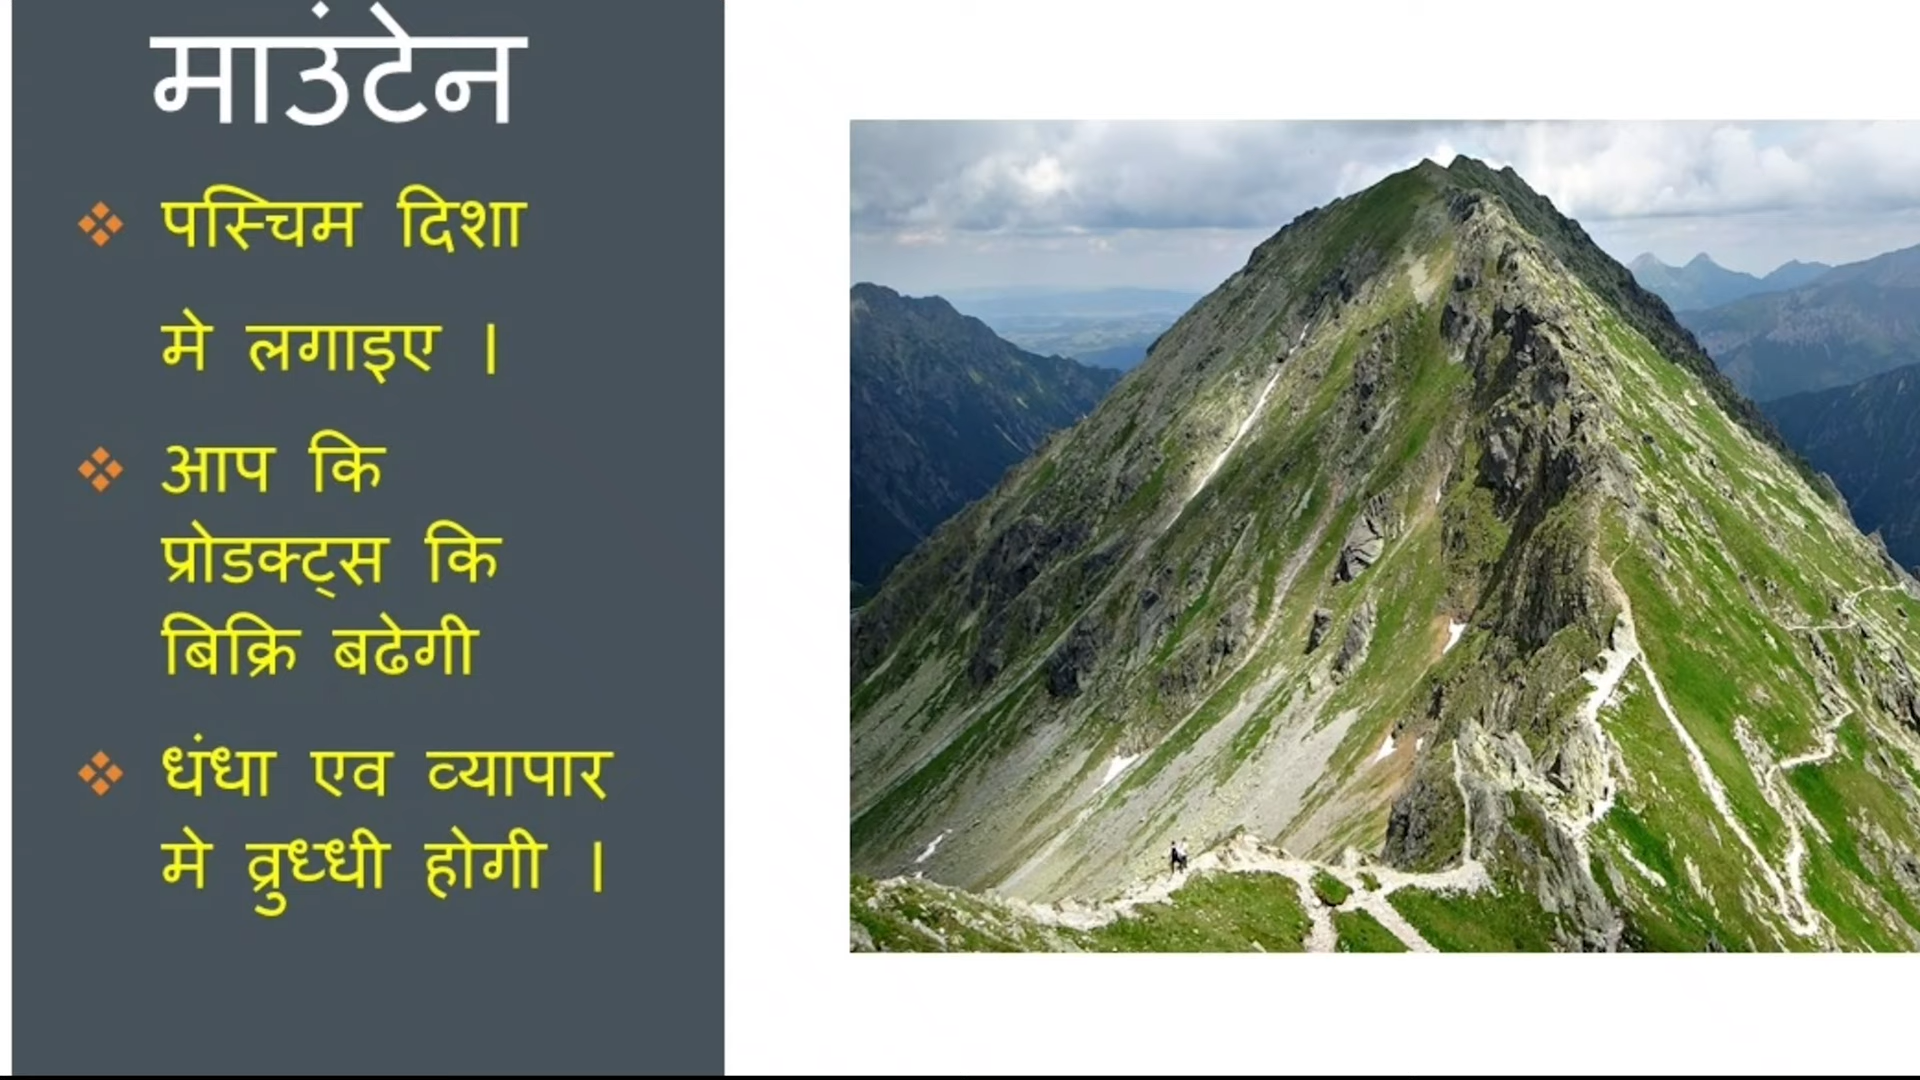 माउंटेन
पस्चिम दिशा
मे लगाइए ।
आप कि
प्रोडक्ट्स कि
बिक्रि बढेगी
धंधा एव व्यापार
मे व्रुध्धी होगी ।